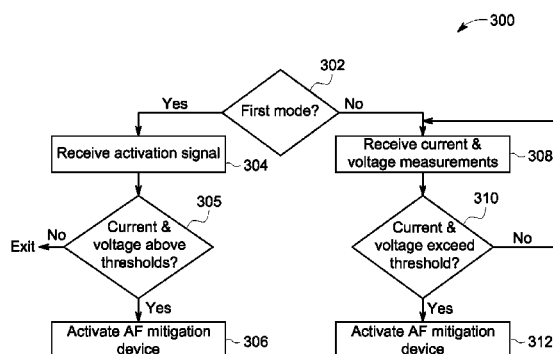 300
302
Yes
First mode?
No
Receive activation signal
304
Receive current &
voltage measurements
308
305
Current &
voltage above
thresholds?
No
Exit
310
Current &
voltage exceed
threshold?
No
Yes
Activate AF mitigation
device
306
Yes
Activate AF mitigation
device
312